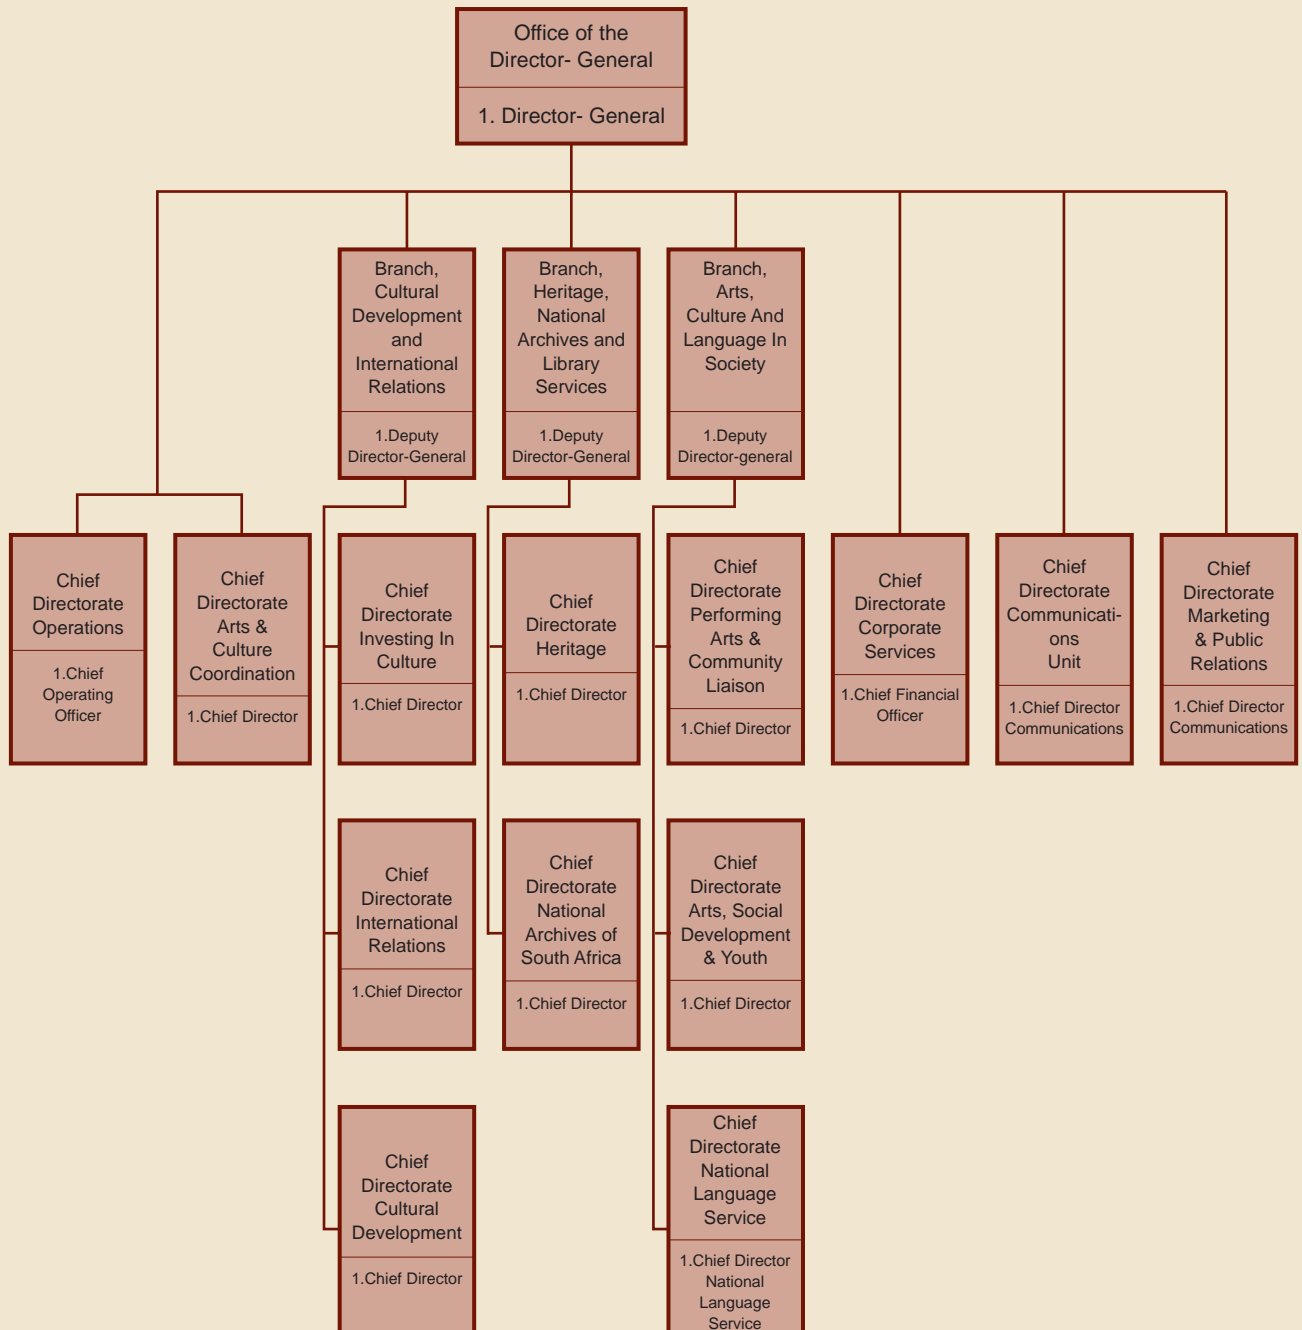 Office of the
Director- General
1. Director- General
Branch,
Cultural
Development
and
International
Relations
1.Deputy
Director-General
Branch,
Heritage,
National
Archives and
Library
Services
1.Deputy
Director-General
Branch,
Arts,
Culture And
Language In
Society
1.Deputy
Director-general
Chief
Directorate
Operations
1.Chief
Operating
Officer
Chief
Directorate
Arts &
Culture
Coordination
1.Chief Director
Chief
Directorate
Investing In
Culture
1.Chief Director
Chief
Directorate
Heritage
1.Chief Director
Chief
Directorate
Performing
Arts &
Community
Liaison
1.Chief Director
Chief
Directorate
Corporate
Services
1.Chief Financial
Officer
Chief
Directorate
Communicati-
ons
Unit
1.Chief Director
Communications
Chief
Directorate
Marketing
& Public
Relations
1.Chief Director
Communications
Chief
Directorate
International
Relations
1.Chief Director
Chief
Directorate
National
Archives of
South Africa
1.Chief Director
Chief
Directorate
Arts, Social
Development
& Youth
1.Chief Director
Chief
Directorate
Cultural
Development
1.Chief Director
Chief
Directorate
National
Language
Service
1.Chief Director
National
Language
Service